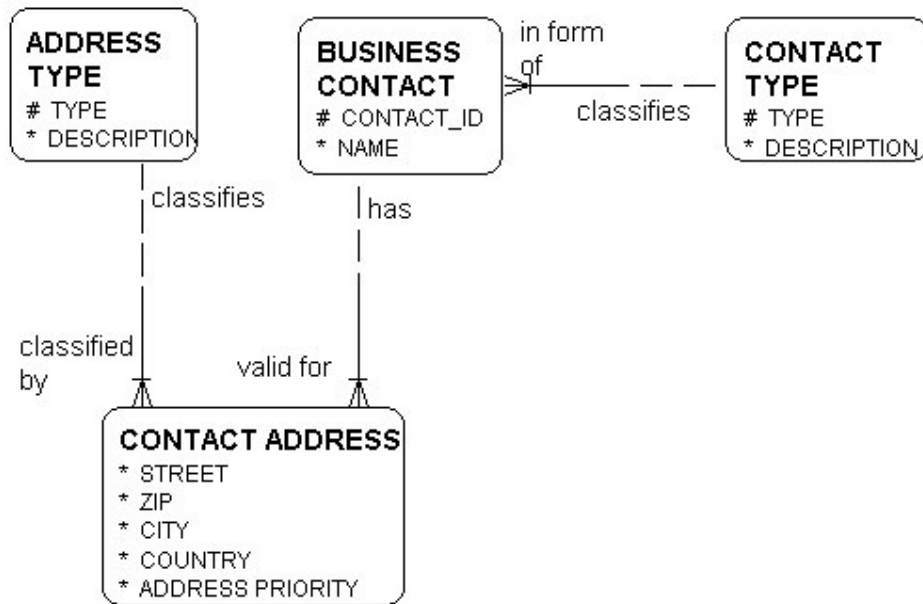 ADDRESS
TYPE
# TYPE
* DESCRIPTION
BUSINESS
CONTACT
# CONTACT_ID
* NAME
in form
of
classifies
CONTACT
TYPE
# TYPE
* DESCRIPTION
classifies
has
classified
by
valid for
CONTACT ADDRESS
* STREET
* ZIP
* CITY
* COUNTRY
* ADDRESS PRIORITY